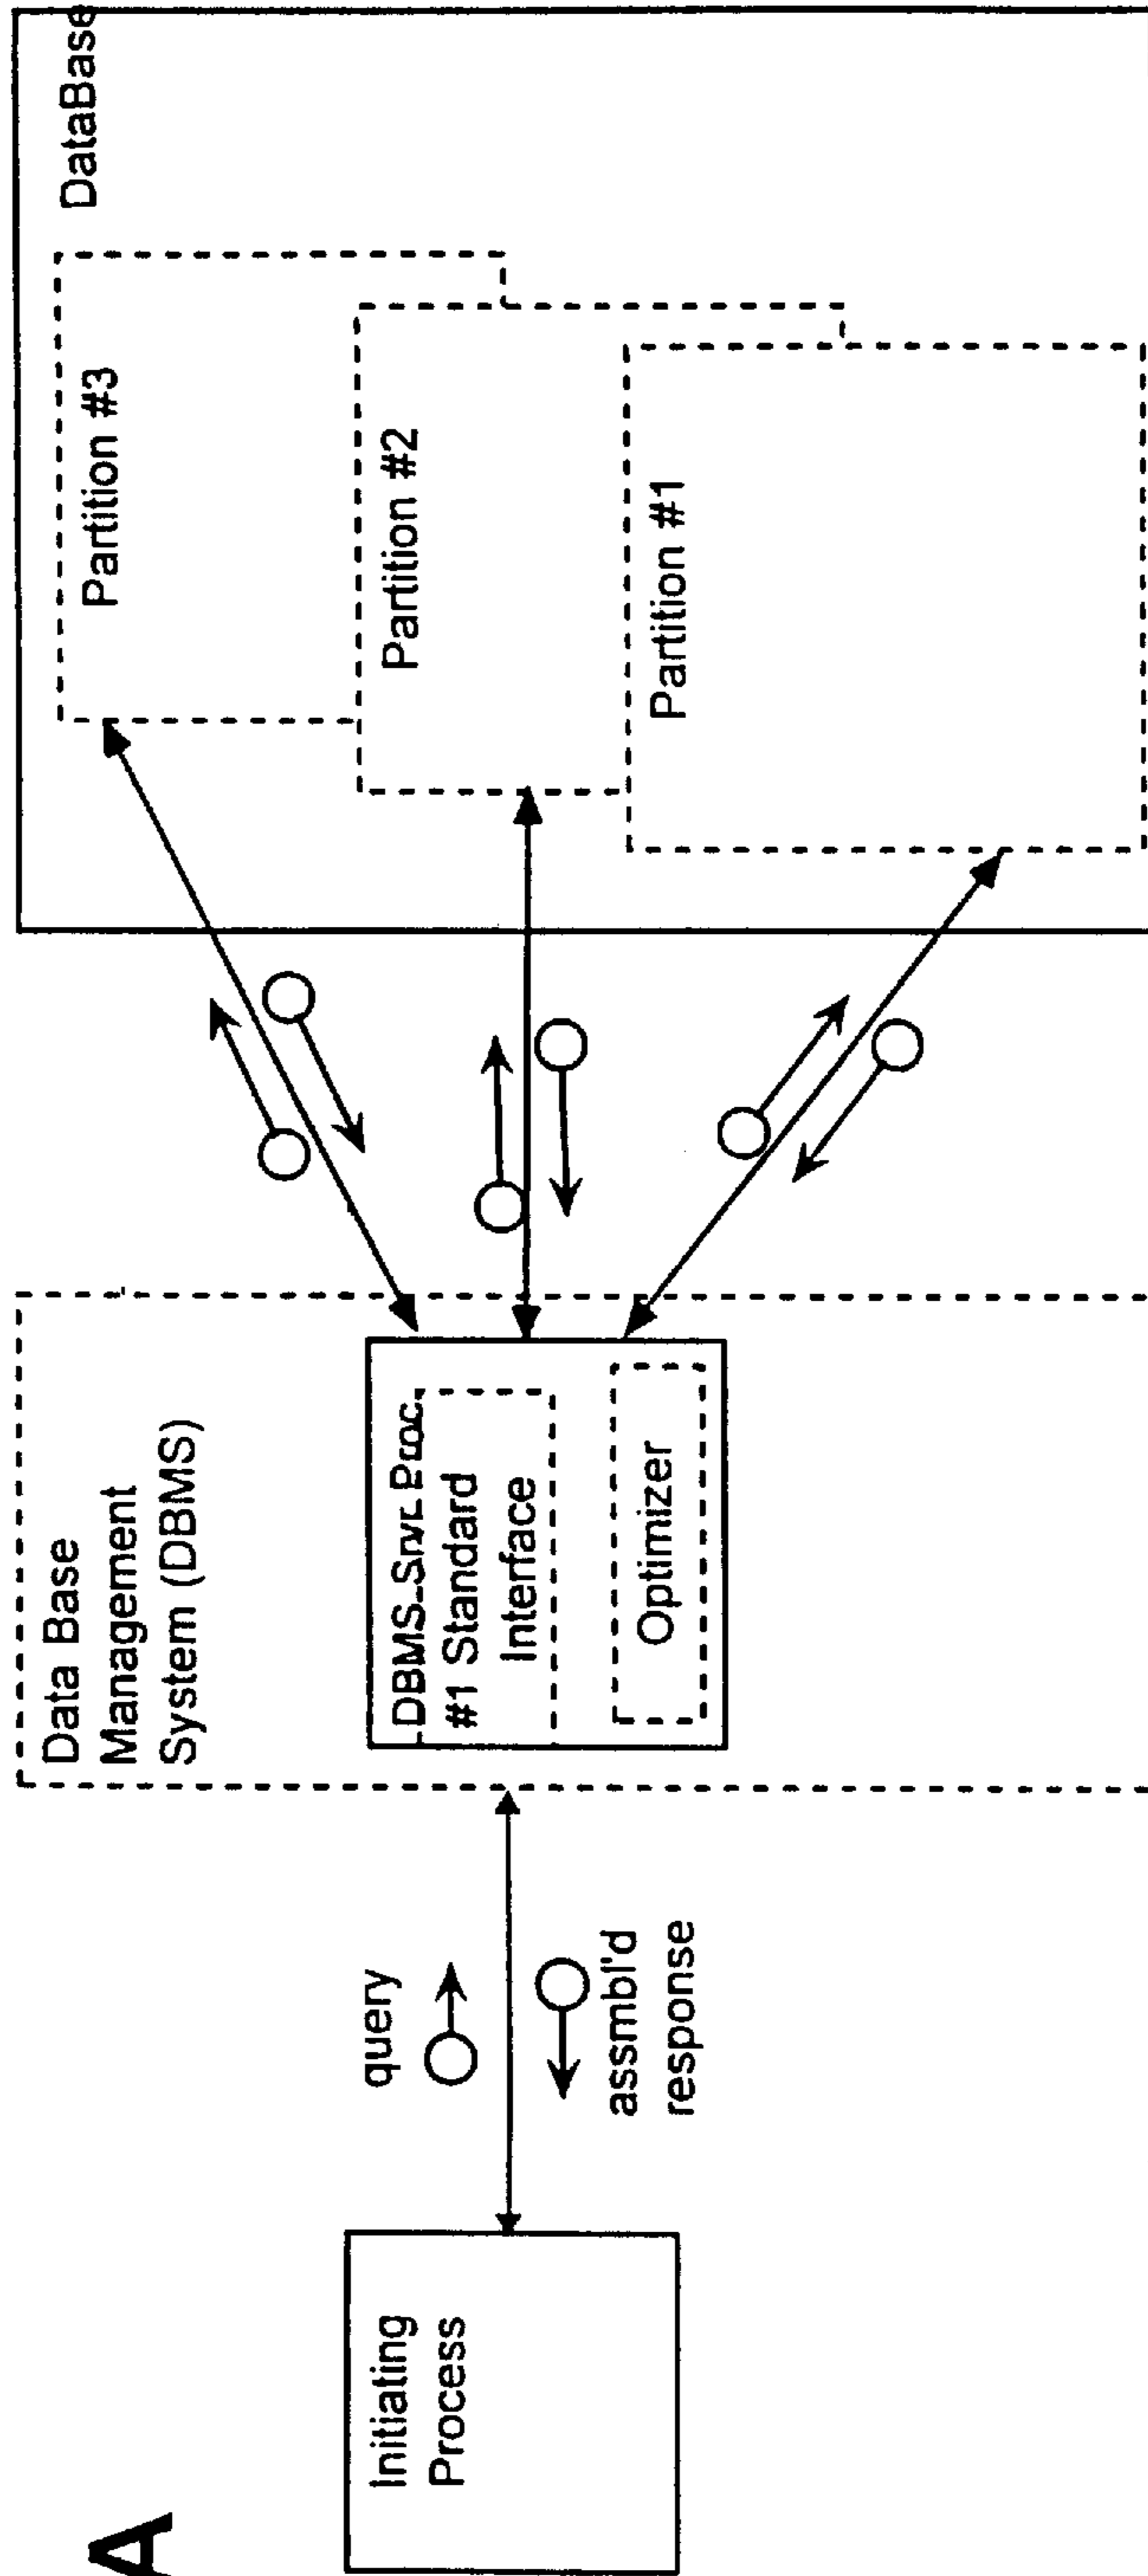 A
Initiating
Process
query
assmbl'd
response
Data Base
Management
System (DBMS)
DBMS Srvr Proc
#1 Standard
Interface
Optimizer
DataBase
Partition #3
Partition #2
Partition #1